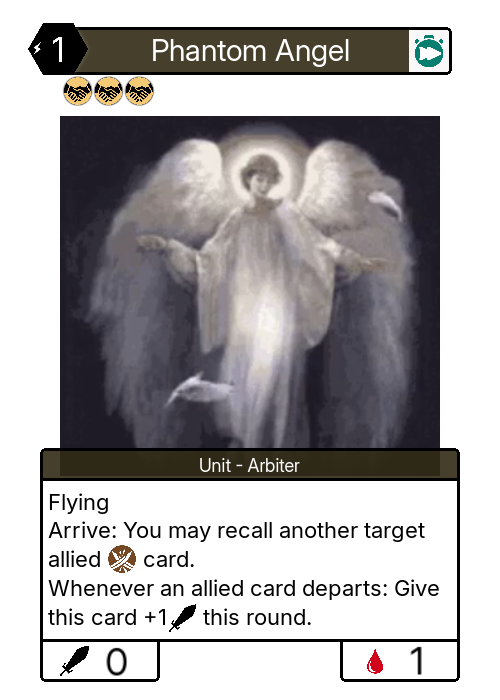 1
Phantom Angel
Unit - Arbiter
Flying
Arrive: You may recall another target
allied card.
Whenever an allied card departs: Give
this card +1 this round.
0
1